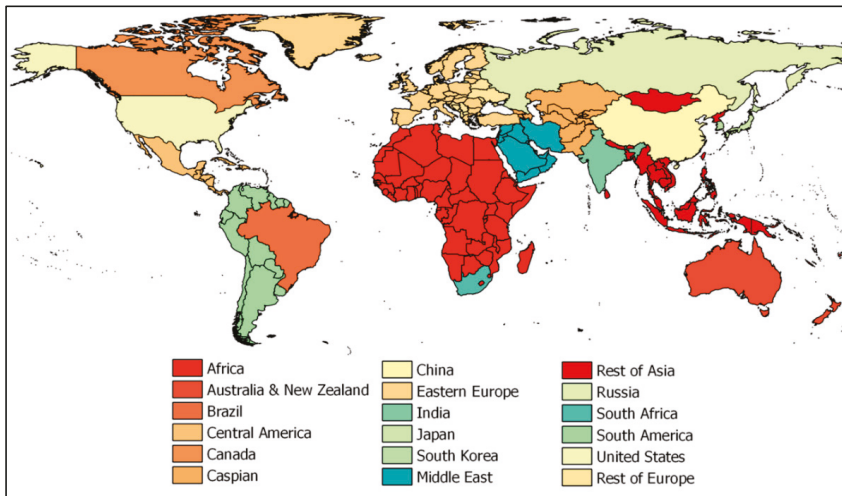 Africa
Australia & New Zealand
Brazil
Central America
Canada
Caspian
China
Eastern Europe
India
Japan
South Korea
Middle East
Rest of Asia
Russia
South Africa
South America
United States
Rest of Europe